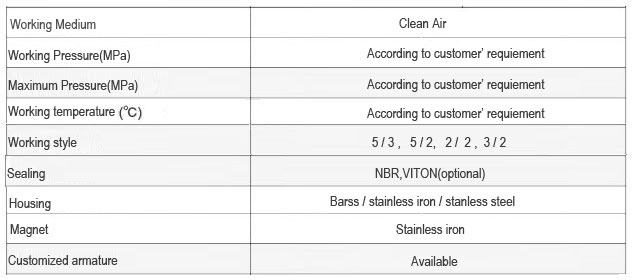 Working Medium Clean Air
Working Pressure(MPa) According to customer' requiement
Maximum Pressure(MPa) According to customer' requiement
Working temperature (℃) According to customer' requiement
Working style 5 / 3 , 5 / 2, 2 / 2 , 3 / 2
Sealing NBR,VITON(optional)
Housing Barss / stainless iron / stanless steel
Magnet Stainless iron
Customized armature Available